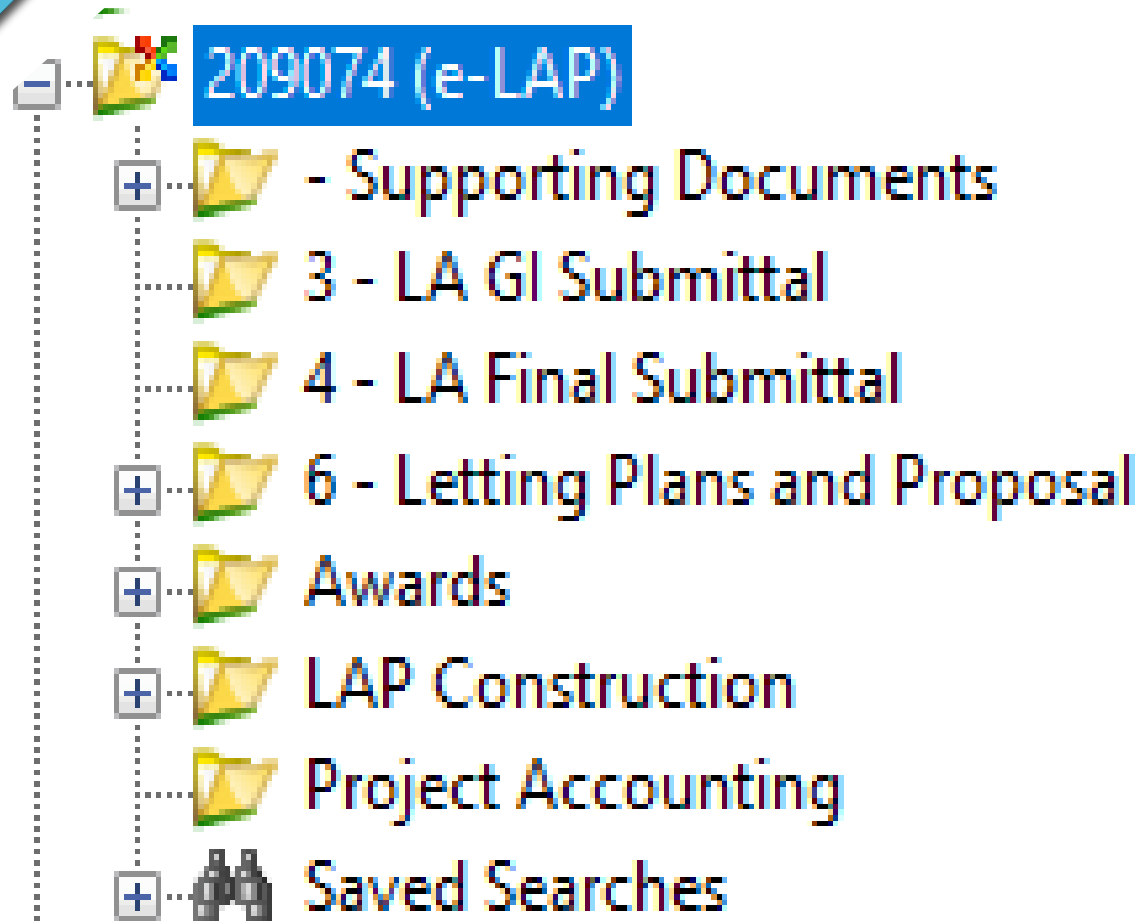 209074 (e-LAP)
- Supporting Documents
3 - LA GI Submittal
4 - LA Final Submittal
6 - Letting Plans and Proposal
Awards
LAP Construction
Project Accounting
Saved Searches